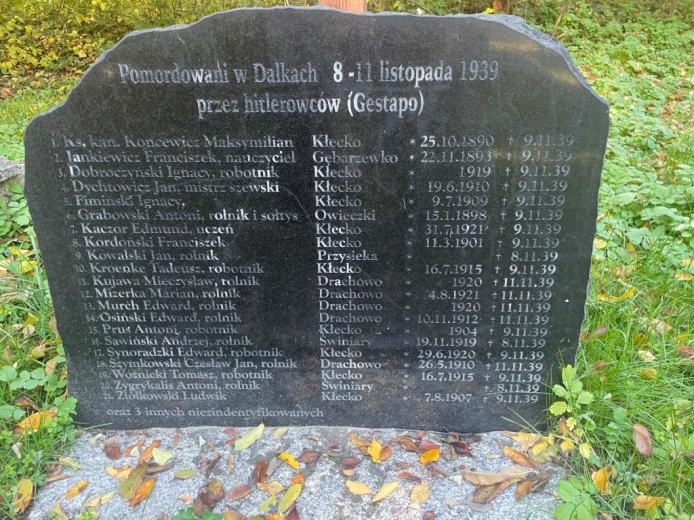 Pomordowani w Dalkach 8 - 11 listopada 1939
przez hitlerowców (Gestapo)
1. Ks. kan. Koncewicz Maksymilian Kłecko * 25.10.1890 † 9.11.39
2. Jankiewicz Franciszek, nauczyciel Gębarzewko * 22.11.1893 † 9.11.39
3. Dobroczyński Ignacy, robotnik Kłecko * 1919 † 9.11.39
4. Dychtowicz Jan, mistrz szewski Kłecko * 19.6.1910 † 9.11.39
5. Fimiński Ignacy, Kłecko * 9.7.1909 † 9.11.39
6. Grabowski Antoni, rolnik i sołtys Owieczki * 15.1.1898 † 9.11.39
7. Kaczor Edmund, uczeń Kłecko * 31.7.1921 † 9.11.39
8. Kordoński Franciszek Kłecko * 11.3.1901 † 9.11.39
9. Kowalski Jan, rolnik Przysieka * † 8.11.39
10. Kroenke Tadeusz, robotnik Kłecko * 16.7.1915 † 9.11.39
11. Kujawa Mieczysław, rolnik Drachowo * 1920 † 11.11.39
12. Mizerka Marian, rolnik Drachowo * 4.8.1921 † 11.11.39
13. Murch Edward, rolnik Drachowo * 1920 † 11.11.39
14. Osiński Edward, rolnik Drachowo * 10.11.1912 † 11.11.39
15. Prus Antoni, robotnik Kłecko * 1904 † 9.11.39
16. Sawiński Andrzej, rolnik Świniary * 19.11.1919 † 8.11.39
17. Synoradzki Edward, robotnik Kłecko * 29.6.1920 † 9.11.39
18. Szymkowski Czesław Jan, rolnik Drachowo * 26.5.1910 † 11.11.39
19. Woźnicki Tomasz, robotnik Kłecko * 16.7.1915 † 9.11.39
20. Zygrykalis Antoni, rolnik Świniary * † 8.11.39
21. Ziółkowski Ludwik Kłecko * 7.8.1907 † 9.11.39
oraz 3 innych niezindentyfikowanych